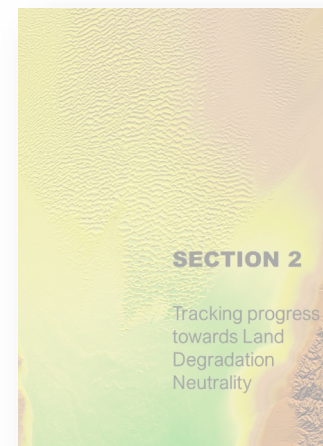 SECTION 2
Tracking progress
towards Land
Degradation
Neutrality